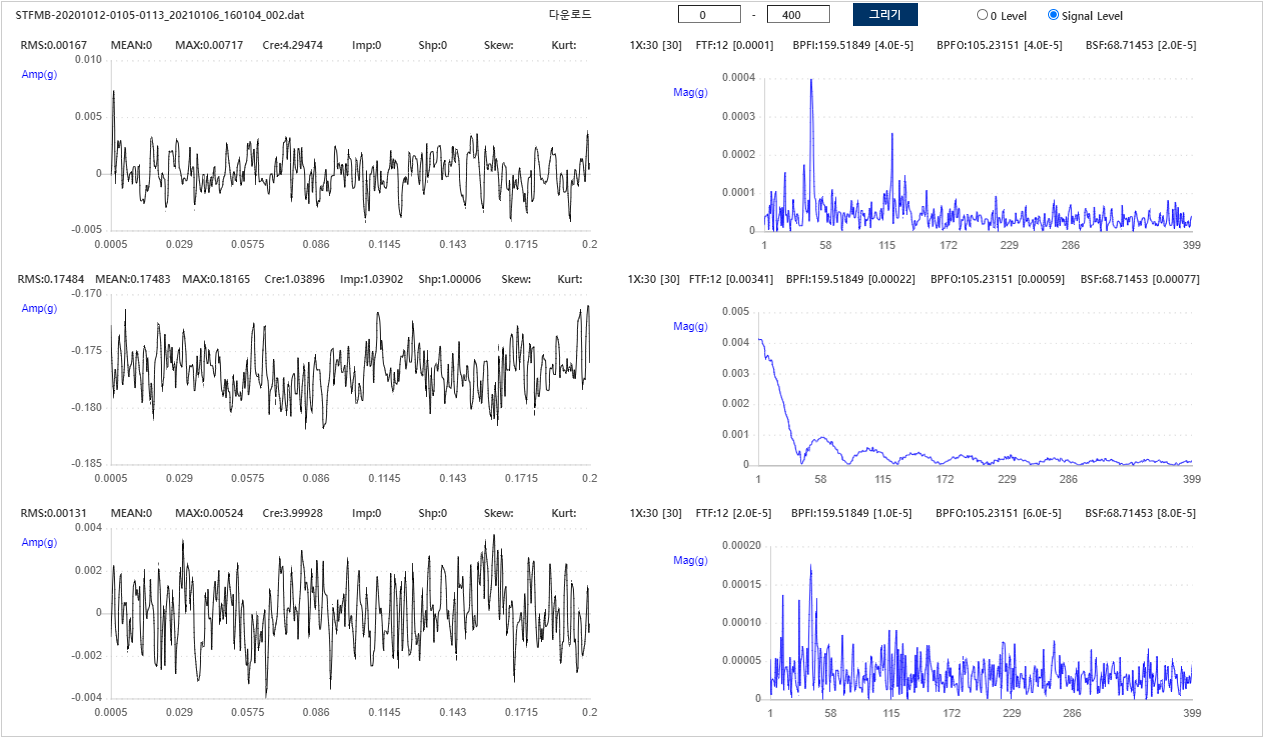 STFMB-20201012-0105-0113_20210106_160104_002.dat 다운로드 0 - 400 그리기 0 Level Signal Level
RMS:0.00167 MEAN:0 MAX:0.00717 Cre:4.29474 Imp:0 Shp:0 Skew: Kurt:
Amp(g)
0.010
0.005
0
-0.005
0.0005 0.029 0.0575 0.086 0.1145 0.143 0.1715 0.2
1X:30 [30] FTF:12 [0.0001] BPFI:159.51849 [4.0E-5] BPFO:105.23151 [4.0E-5] BSF:68.71453 [2.0E-5]
Mag(g)
0.0004
0.0003
0.0002
0.0001
0
1 58 115 172 229 286 399
RMS:0.17484 MEAN:0.17483 MAX:0.18165 Cre:1.03896 Imp:1.03902 Shp:1.00006 Skew: Kurt:
Amp(g)
-0.170
-0.175
-0.180
-0.185
0.0005 0.029 0.0575 0.086 0.1145 0.143 0.1715 0.2
1X:30 [30] FTF:12 [0.00341] BPFI:159.51849 [0.00022] BPFO:105.23151 [0.00059] BSF:68.71453 [0.00077]
Mag(g)
0.005
0.004
0.003
0.002
0.001
0
1 58 115 172 229 286 399
RMS:0.00131 MEAN:0 MAX:0.00524 Cre:3.99928 Imp:0 Shp:0 Skew: Kurt:
Amp(g)
0.004
0.002
0
-0.002
-0.004
0.0005 0.029 0.0575 0.086 0.1145 0.143 0.1715 0.2
1X:30 [30] FTF:12 [2.0E-5] BPFI:159.51849 [1.0E-5] BPFO:105.23151 [6.0E-5] BSF:68.71453 [8.0E-5]
Mag(g)
0.00020
0.00015
0.00010
0.00005
0
1 58 115 172 229 286 399